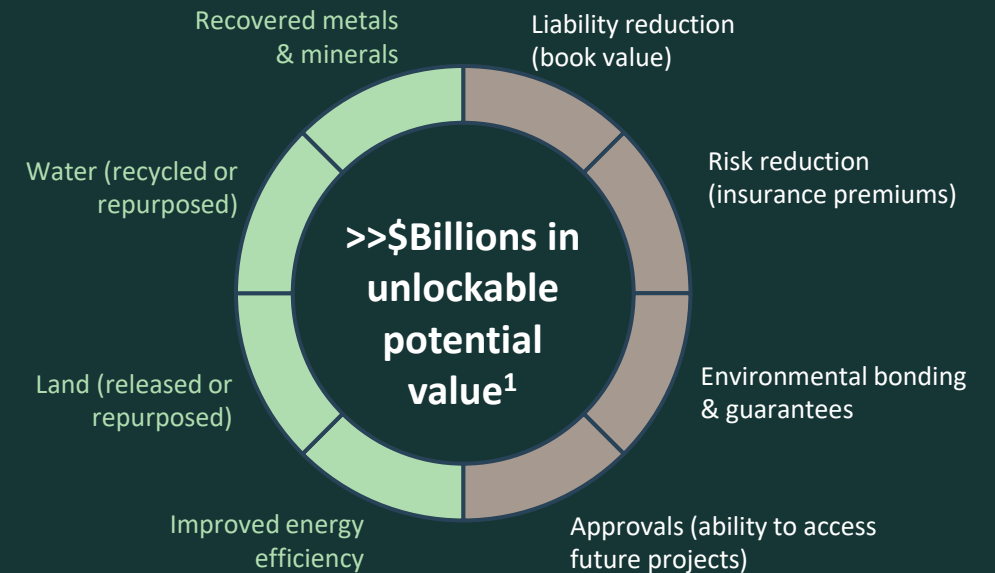 Recovered metals
& minerals
Liability reduction
(book value)
Water (recycled or
repurposed)
Risk reduction
(insurance premiums)
>>$Billions in
unlockable
potential
value¹
Land (released or
repurposed)
Environmental bonding
& guarantees
Improved energy
efficiency
Approvals (ability to access
future projects)